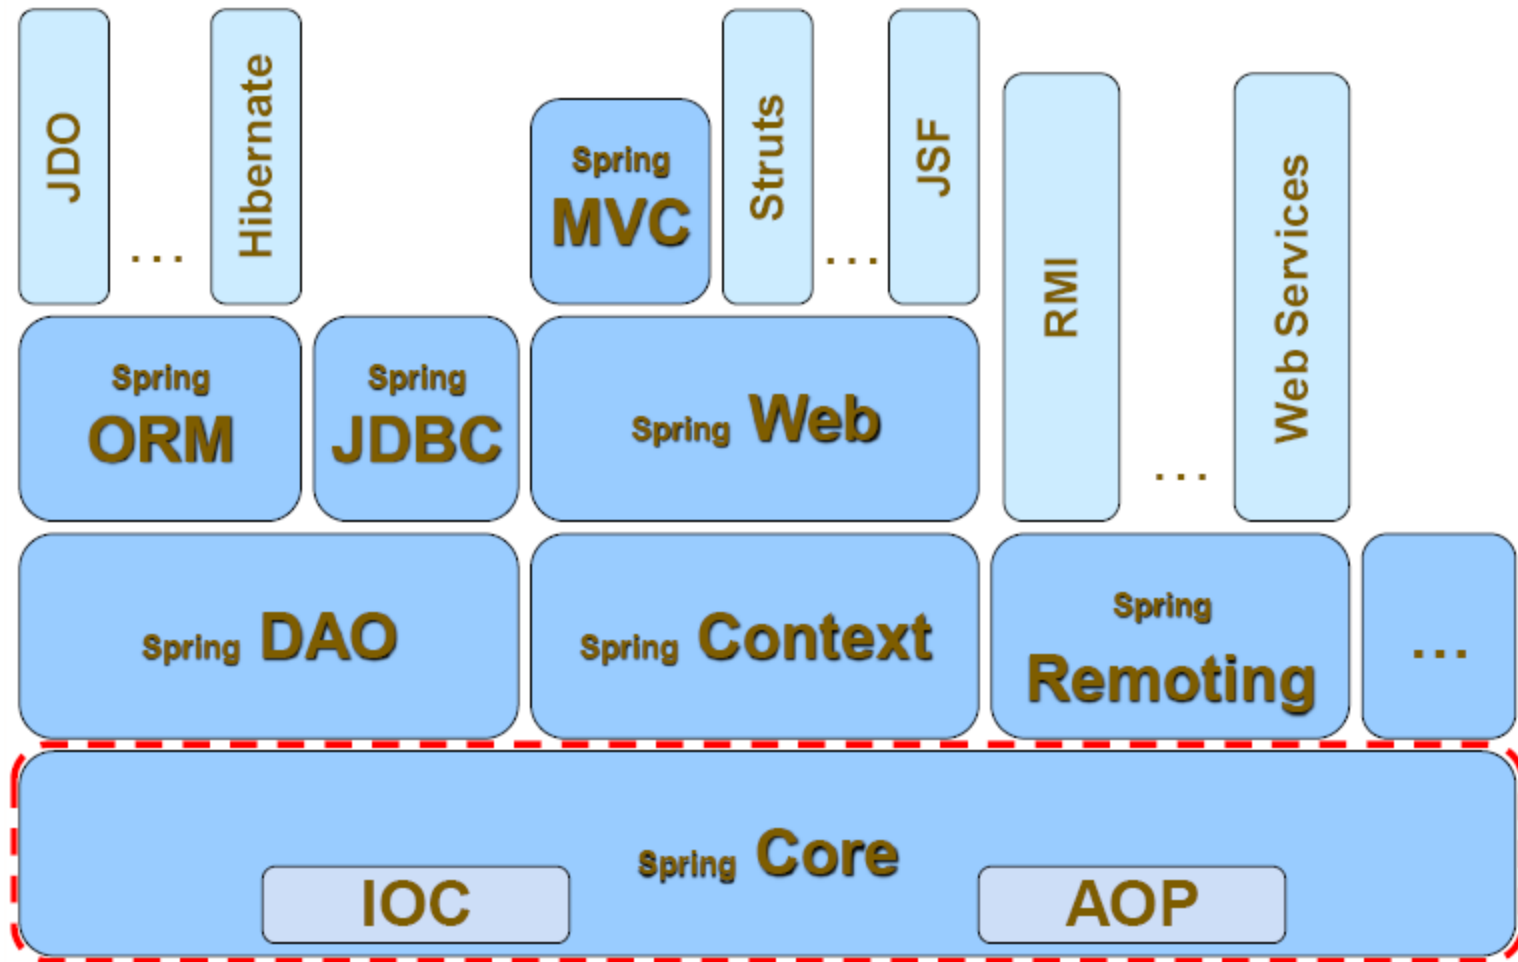 JDO
...
Hibernate
Spring
MVC
Struts
...
JSF
RMI
...
Web Services
Spring
ORM
Spring
JDBC
Spring Web
Spring DAO
Spring Context
Spring
Remoting
...
Spring Core
IOC
AOP